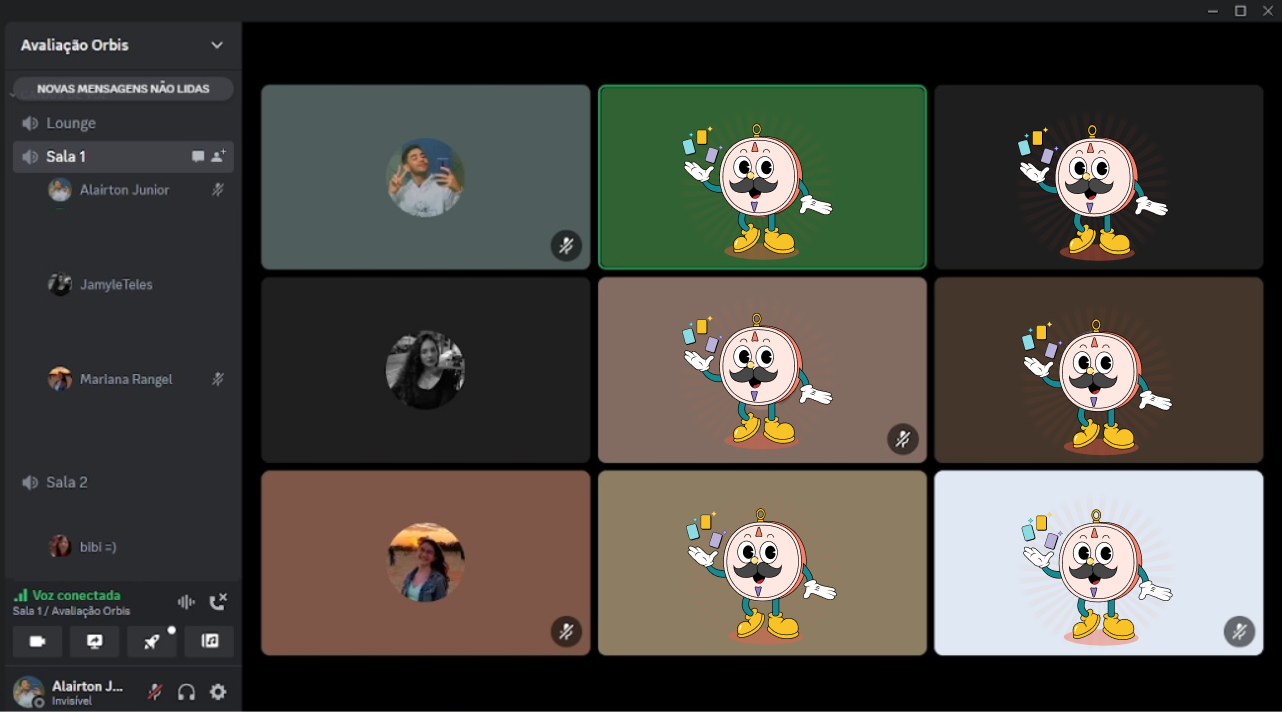 Avaliação Orbis
NOVAS MENSAGENS NÃO LIDAS
Lounge
Sala 1
Alairton Junior
JamyleTeles
Mariana Rangel
Sala 2
bibi =)
Voz conectada
Sala 1 / Avaliação Orbis
Alairton J...
Invisível